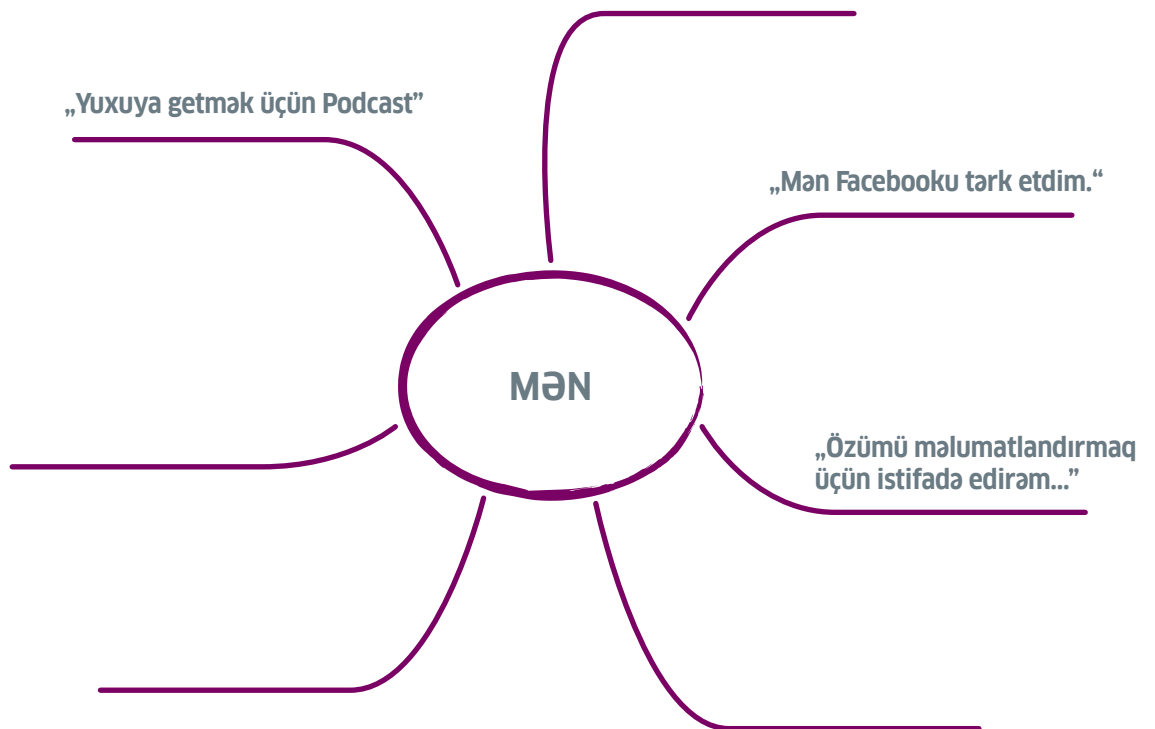 „Yuxuya getmək üçün Podcast”
„Mən Facebooku tərk etdim.“
MƏN
„Özümü məlumatlandırmaq
üçün istifadə edirəm...”